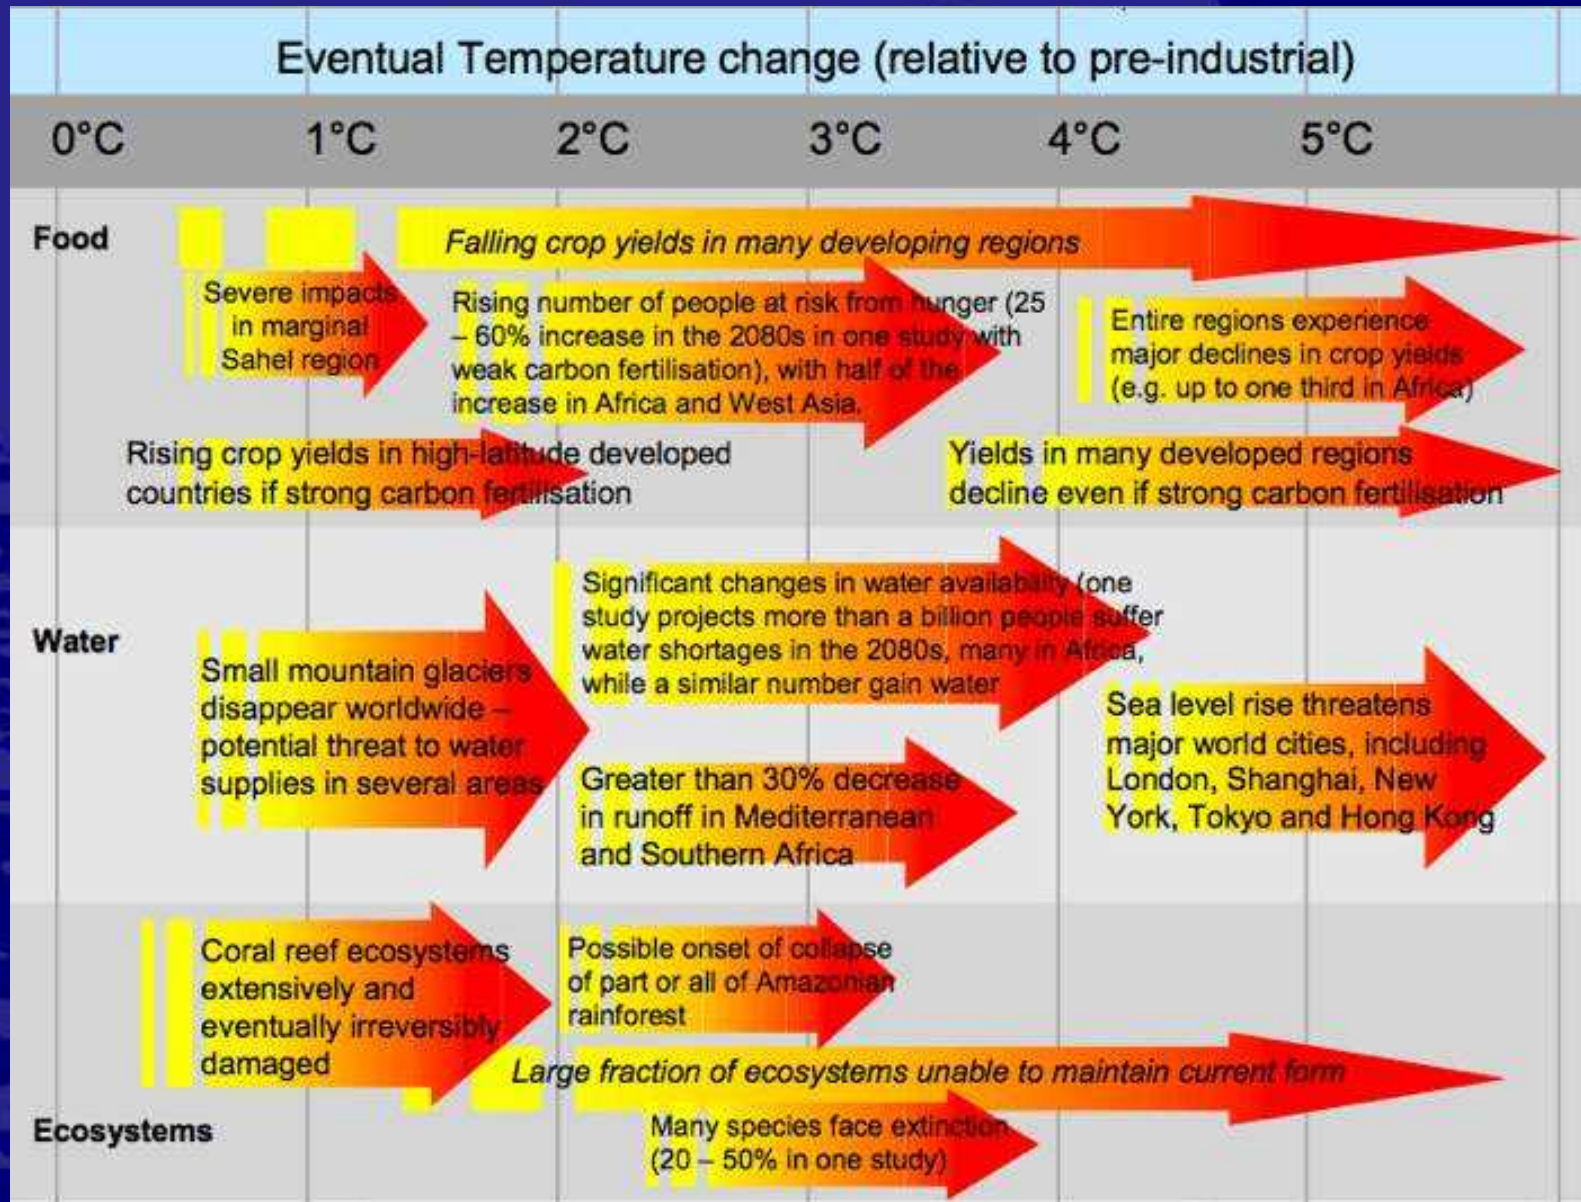 Eventual Temperature change (relative to pre-industrial)
0°C 1°C 2°C 3°C 4°C 5°C
Food
Falling crop yields in many developing regions
Severe impacts
in marginal
Sahel region
Rising number of people at risk from hunger (25
– 60% increase in the 2080s in one study with
weak carbon fertilisation), with half of the
increase in Africa and West Asia.
Entire regions experience
major declines in crop yields
(e.g. up to one third in Africa)
Rising crop yields in high-latitude developed
countries if strong carbon fertilisation
Yields in many developed regions
decline even if strong carbon fertilisation
Water
Small mountain glaciers
disappear worldwide –
potential threat to water
supplies in several areas
Significant changes in water availability (one
study projects more than a billion people suffer
water shortages in the 2080s, many in Africa,
while a similar number gain water
Greater than 30% decrease
in runoff in Mediterranean
and Southern Africa
Sea level rise threatens
major world cities, including
London, Shanghai, New
York, Tokyo and Hong Kong
Ecosystems
Coral reef ecosystems
extensively and
eventually irreversibly
damaged
Possible onset of collapse
of part or all of Amazonian
rainforest
Large fraction of ecosystems unable to maintain current form
Many species face extinction
(20 – 50% in one study)